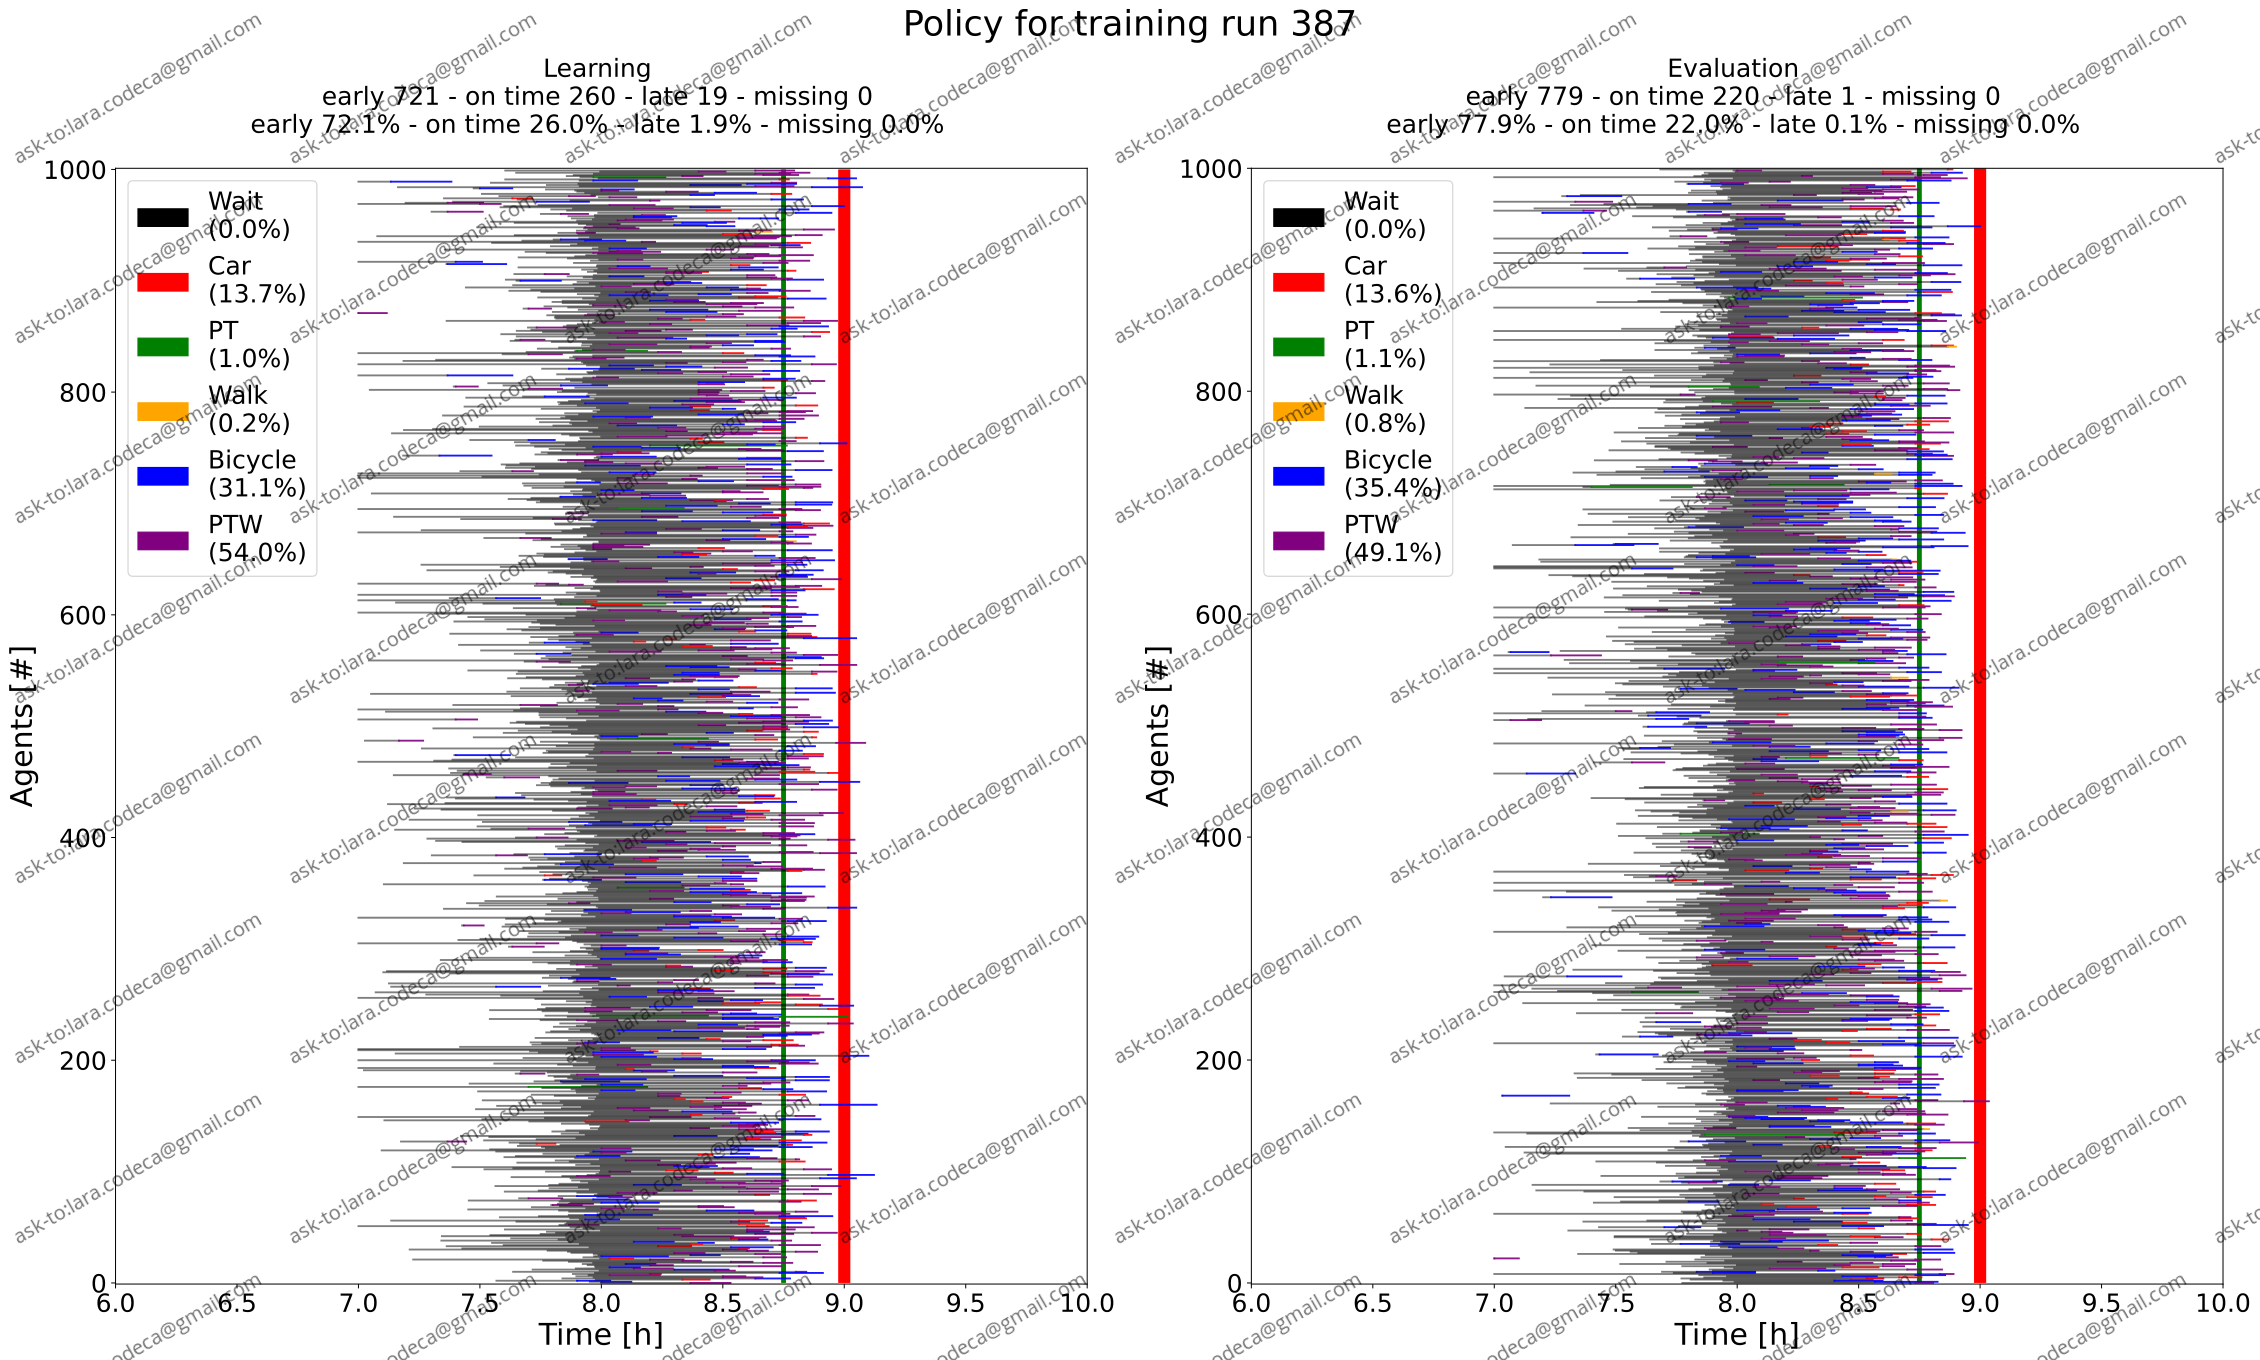 Policy for training run 387
Learning
early 721 - on time 260 - late 19 - missing 0
early 72.1% - on time 26.0% - late 1.9% - missing 0.0%
1000
800
600
400
200
0
Agents [#]
Wait
(0.0%)
Car
(13.7%)
PT
(1.0%)
Walk
(0.2%)
Bicycle
(31.1%)
PTW
(54.0%)
6.0 6.5 7.0 7.5 8.0 8.5 9.0 9.5 10.0
Time [h]
Evaluation
early 779 - on time 220 - late 1 - missing 0
early 77.9% - on time 22.0% - late 0.1% - missing 0.0%
1000
800
600
400
200
0
Agents [#]
Wait
(0.0%)
Car
(13.6%)
PT
(1.1%)
Walk
(0.8%)
Bicycle
(35.4%)
PTW
(49.1%)
6.0 6.5 7.0 7.5 8.0 8.5 9.0 9.5 10.0
Time [h]
ask-to:lara.codeca@gmail.com